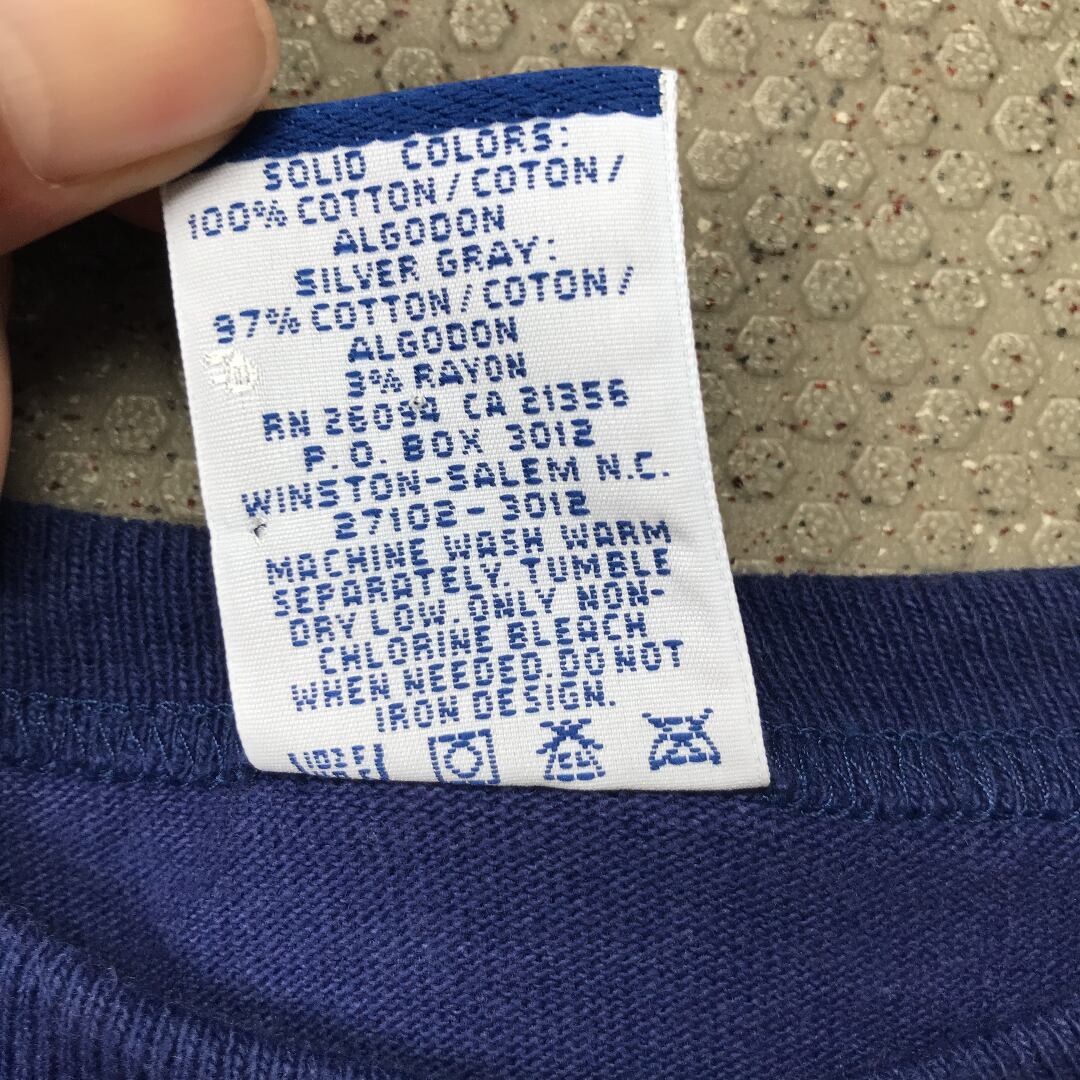 SOLID COLORS:
100% COTTON / COTON /
ALGODON
SILVER GRAY:
97% COTTON / COTON /
ALGODON
3% RAYON
RN 26094 CA 21356
P.O. BOX 3012
WINSTON-SALEM N.C.
27102-3012
MACHINE WASH WARM
SEPARATELY. TUMBLE
DRY LOW. ONLY NON-
CHLORINE BLEACH
WHEN NEEDED. DO NOT
IRON DESIGN.